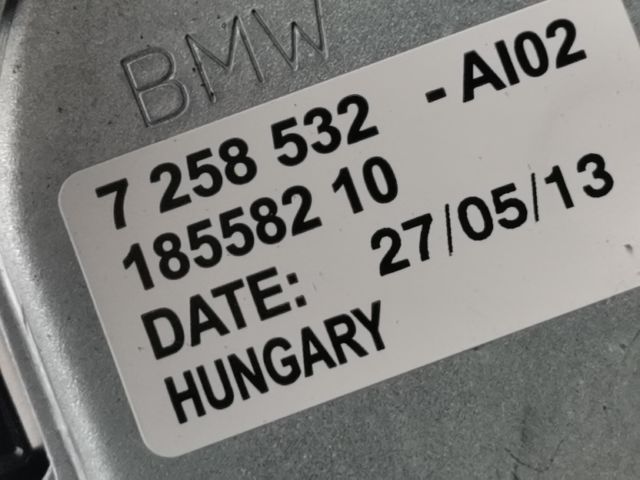 BMW
7 258 532 -AI02
185582 10
DATE: 27/05/13
HUNGARY